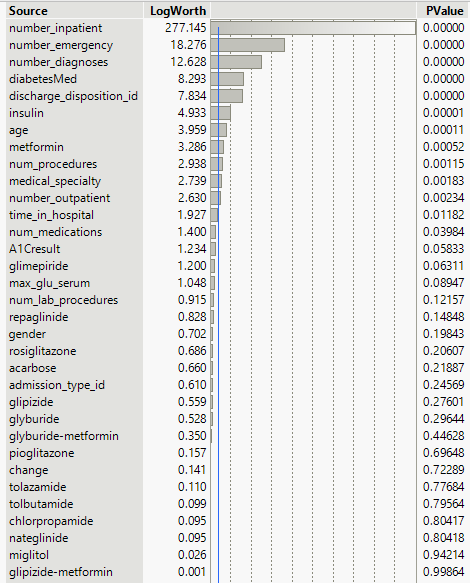 Source LogWorth PValue
number_inpatient 277.145 0.00000
number_emergency 18.276 0.00000
number_diagnoses 12.628 0.00000
diabetesMed 8.293 0.00000
discharge_disposition_id 7.834 0.00000
insulin 4.933 0.00001
age 3.959 0.00011
metformin 3.286 0.00052
num_procedures 2.938 0.00115
medical_specialty 2.739 0.00183
number_outpatient 2.630 0.00234
time_in_hospital 1.927 0.01182
num_medications 1.400 0.03984
A1Cresult 1.234 0.05833
glimepiride 1.200 0.06311
max_glu_serum 1.048 0.08947
num_lab_procedures 0.915 0.12157
repaglinide 0.828 0.14848
gender 0.702 0.19843
rosiglitazone 0.686 0.20607
acarbose 0.660 0.21887
admission_type_id 0.610 0.24569
glipizide 0.559 0.27601
glyburide 0.528 0.29644
glyburide-metformin 0.350 0.44628
pioglitazone 0.157 0.69648
change 0.141 0.72289
tolazamide 0.110 0.77684
tolbutamide 0.099 0.79564
chlorpropamide 0.095 0.80417
nateglinide 0.095 0.80418
miglitol 0.026 0.94214
glipizide-metformin 0.001 0.99864